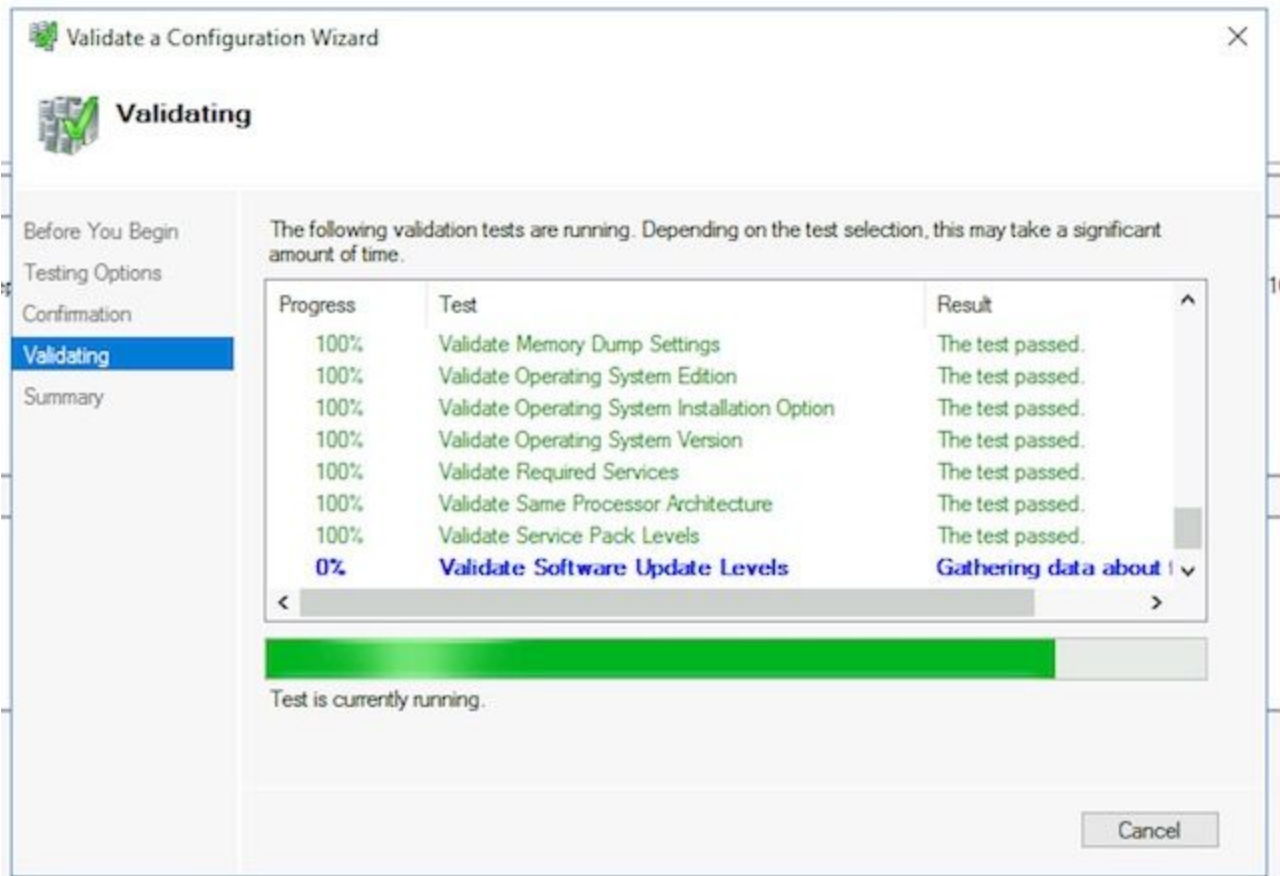 Validate a Configuration Wizard
Validating
Before You Begin
Testing Options
Confirmation
Validating
Summary
The following validation tests are running. Depending on the test selection, this may take a significant
amount of time.
Progress Test Result
100% Validate Memory Dump Settings The test passed.
100% Validate Operating System Edition The test passed.
100% Validate Operating System Installation Option The test passed.
100% Validate Operating System Version The test passed.
100% Validate Required Services The test passed.
100% Validate Same Processor Architecture The test passed.
100% Validate Service Pack Levels The test passed.
0% Validate Software Update Levels Gathering data about
Test is currently running.
Cancel